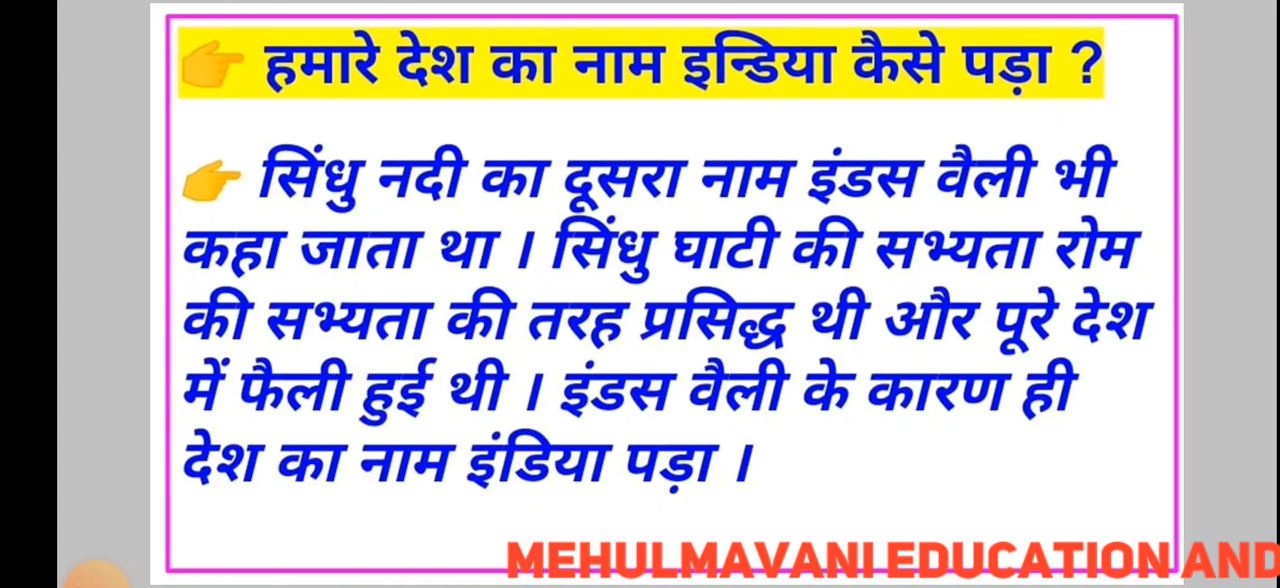 👉 हमारे देश का नाम इन्डिया कैसे पड़ा ?
👉 सिंधु नदी का दूसरा नाम इंडस वैली भी
कहा जाता था । सिंधु घाटी की सभ्यता रोम
की सभ्यता की तरह प्रसिद्ध थी और पूरे देश
में फैली हुई थी । इंडस वैली के कारण ही
देश का नाम इंडिया पड़ा ।
MEHULMAVANI EDUCATION AND